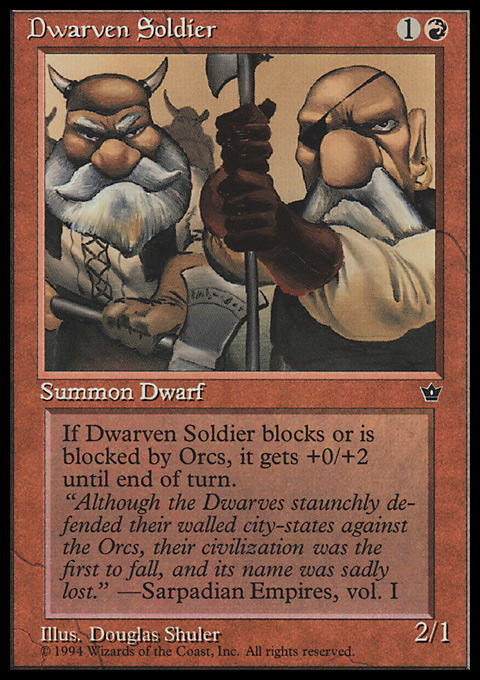 Dwarven Soldier 1
Summon Dwarf
If Dwarven Soldier blocks or is
blocked by Orcs, it gets +0/+2
until end of turn.
“Although the Dwarves staunchly de-
fended their walled city-states against
the Orcs, their civilization was the
first to fall, and its name was sadly
lost.” —Sarpadian Empires, vol. I
Illus. Douglas Shuler 2/1
© 1994 Wizards of the Coast, Inc. All rights reserved.